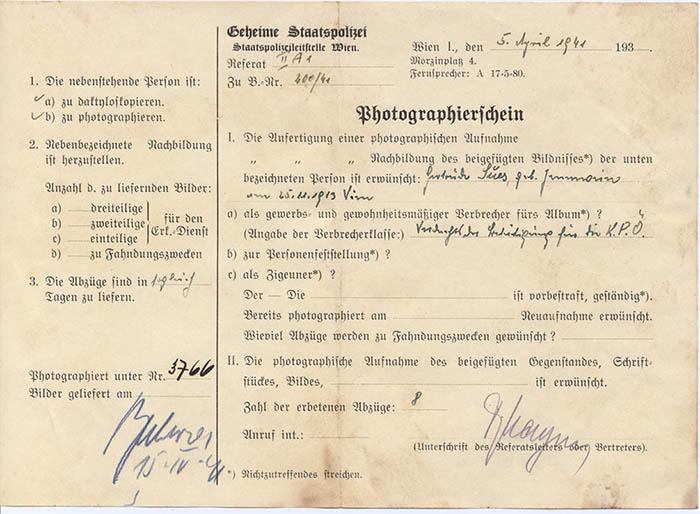 1. Die nebenstehende Person ist:
a) zu daktyloskopieren.
b) zu photographieren.
2. Nebenbezeichnete Nachbildung
ist herzustellen.
Anzahl d. zu liefernden Bilder:
a) dreiteilige
b) zweiteilige
c) einteilige
für den
Erk.-Dienst
d) zu Fahndungszwecken
3. Die Abzüge sind in
Tagen zu liefern.
Photographiert unter Nr. 3766
Bilder geliefert am
15-IV-41
Geheime Staatspolizei
Staatspolizeileitstelle Wien.
Referat II A 1
Zu B.-Nr. 400/41
Wien I., den 5. April 1941 193
Morzinplatz 4.
Fernsprecher: A 17-5-80.
Photographierschein
I. Die Anfertigung einer photographischen Aufnahme
„ „ „ Nachbildung des beigefügten Bildnisses*) der unten
bezeichneten Person ist erwünscht: Gertrude Süss, geb.
am 25.11.1913 Wien
a) als gewerbs- und gewohnheitsmäßiger Verbrecher fürs Album*) ?
(Angabe der Verbrecherklasse: Verdacht der Betätigung für die K.P.Ö.
b) zur Personenfeststellung*) ?
c) als Zigeuner*) ?
Der — Die ist vorbestraft, geständig*).
Bereits photographiert am Neuaufnahme erwünscht.
Wieviel Abzüge werden zu Fahndungszwecken gewünscht ?
II. Die photographische Aufnahme des beigefügten Gegenstandes, Schrift-
stückes, Bildes, ist erwünscht.
Zahl der erbetenen Abzüge: 8
Anruf int.:
(Unterschrift des Referatsleiters oder Vertreters).
*) Nichtzutreffendes streichen.